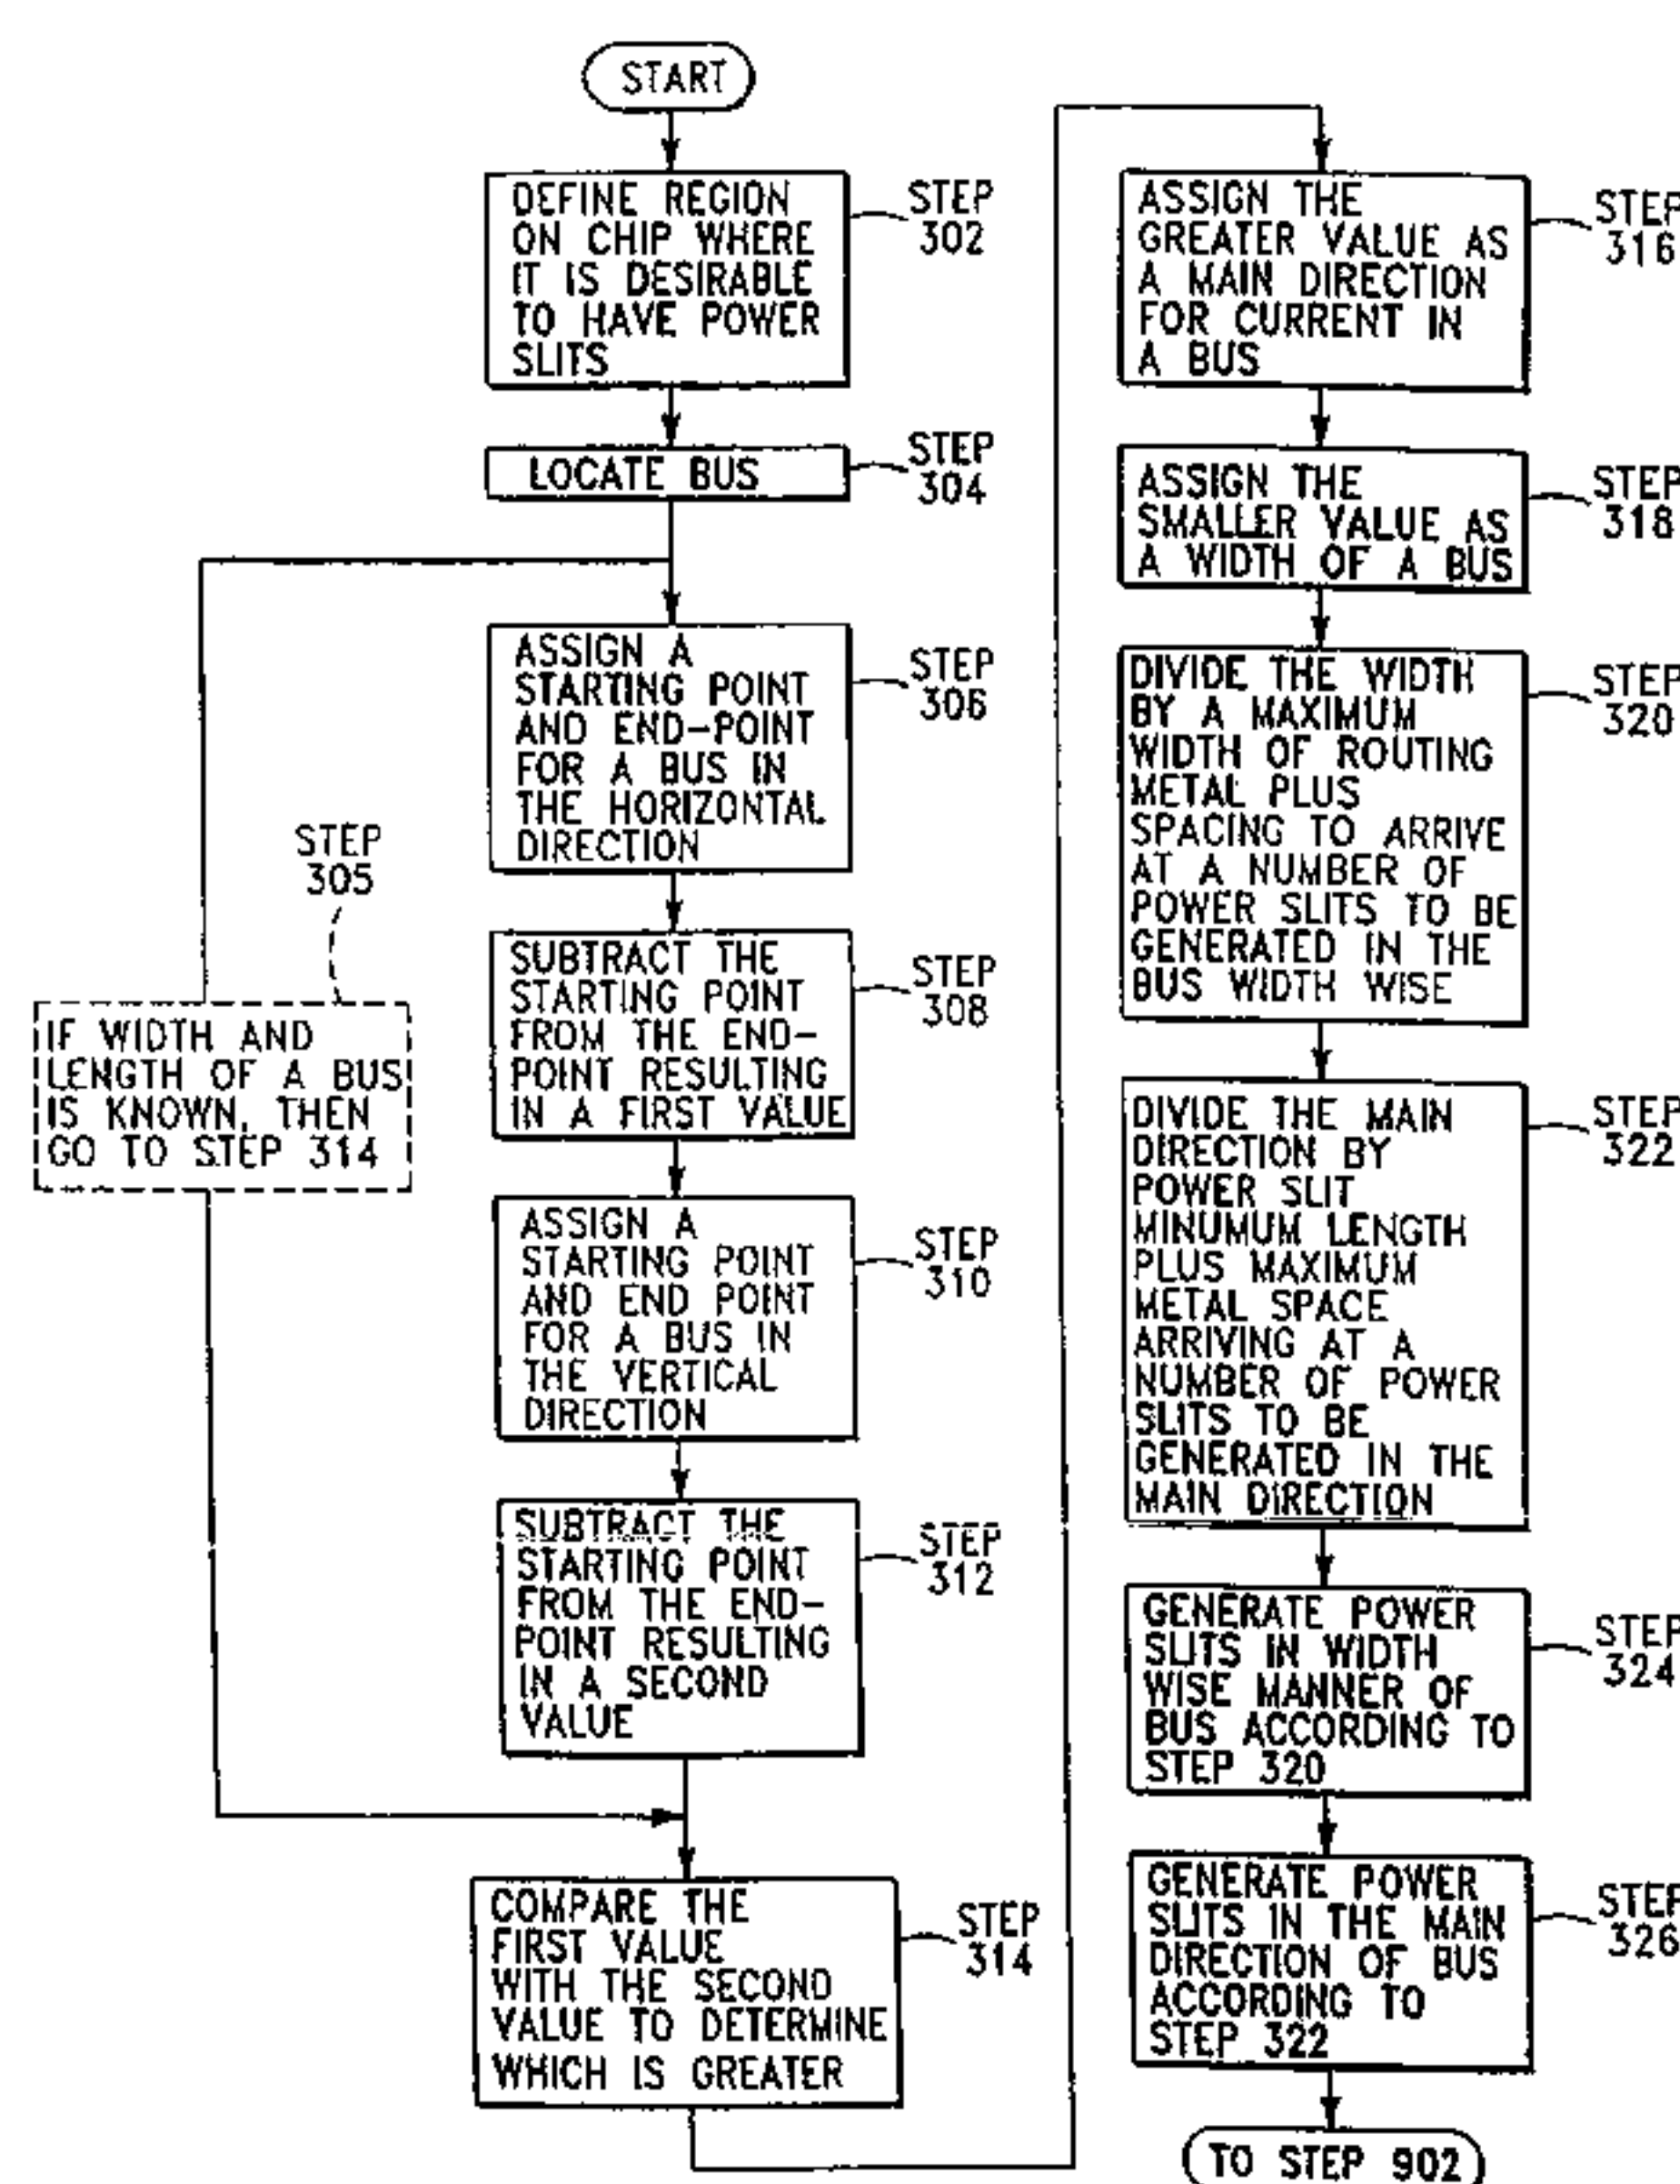 START
DEFINE REGION
ON CHIP WHERE
IT IS DESIRABLE
TO HAVE POWER
SLITS
STEP
302
LOCATE BUS
STEP
304
STEP
305
IF WIDTH AND
LENGTH OF A BUS
IS KNOWN, THEN
GO TO STEP 314
ASSIGN A
STARTING POINT
AND END-POINT
FOR A BUS IN
THE HORIZONTAL
DIRECTION
STEP
306
SUBTRACT THE
STARTING POINT
FROM THE END-
POINT RESULTING
IN A FIRST VALUE
STEP
308
ASSIGN A
STARTING POINT
AND END POINT
FOR A BUS IN
THE VERTICAL
DIRECTION
STEP
310
SUBTRACT THE
STARTING POINT
FROM THE END-
POINT RESULTING
IN A SECOND
VALUE
STEP
312
COMPARE THE
FIRST VALUE
WITH THE SECOND
VALUE TO DETERMINE
WHICH IS GREATER
STEP
314
ASSIGN THE
GREATER VALUE AS
A MAIN DIRECTION
FOR CURRENT IN
A BUS
STEP
316
ASSIGN THE
SMALLER VALUE AS
A WIDTH OF A BUS
STEP
318
DIVIDE THE WIDTH
BY A MAXIMUM
WIDTH OF ROUTING
METAL PLUS
SPACING TO ARRIVE
AT A NUMBER OF
POWER SLITS TO BE
GENERATED IN THE
BUS WIDTH WISE
STEP
320
DIVIDE THE MAIN
DIRECTION BY
POWER SLIT
MINUMUM LENGTH
PLUS MAXIMUM
METAL SPACE
ARRIVING AT A
NUMBER OF POWER
SLITS TO BE
GENERATED IN THE
MAIN DIRECTION
STEP
322
GENERATE POWER
SLITS IN WIDTH
WISE MANNER OF
BUS ACCORDING TO
STEP 320
STEP
324
GENERATE POWER
SLITS IN THE MAIN
DIRECTION OF BUS
ACCORDING TO
STEP 322
STEP
326
TO STEP 902